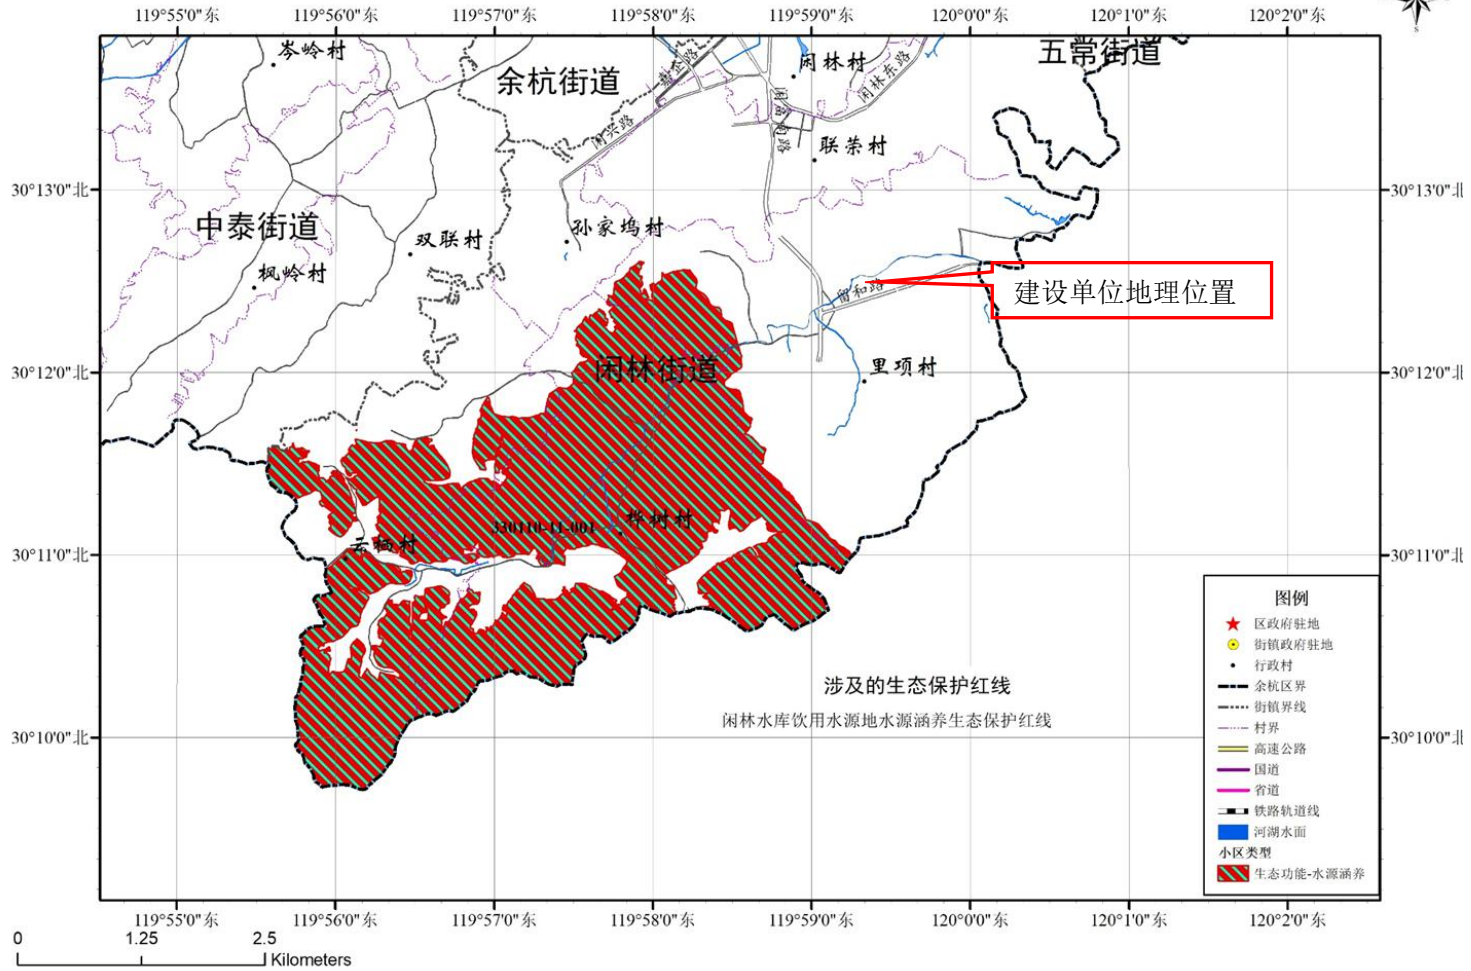 119°55'0"东
119°56'0"东
119°57'0"东
119°58'0"东
119°59'0"东
120°0'0"东
120°1'0"东
120°2'0"东
S
岑岭村
余杭街道
闲林村
五常街道
闲林东路
闲兴路
联荣村
30°13'0"北
30°13'0"北
中泰街道
双联村
孙家坞村
枫岭村
留和路
建设单位地理位置
30°12'0"北
闲林街道
里项村
30°12'0"北
330110-11-001
桦树村
云栖村
30°11'0"北
30°11'0"北
涉及的生态保护红线
闲林水库饮用水源地水源涵养生态保护红线
30°10'0"北
30°10'0"北
图例
区政府驻地
街镇政府驻地
行政村
余杭区界
街镇界线
村界
高速公路
国道
省道
铁路轨道线
河湖水面
小区类型
生态功能-水源涵养
119°55'0"东
119°56'0"东
119°57'0"东
119°58'0"东
119°59'0"东
120°0'0"东
120°1'0"东
120°2'0"东
0
1.25
2.5
Kilometers